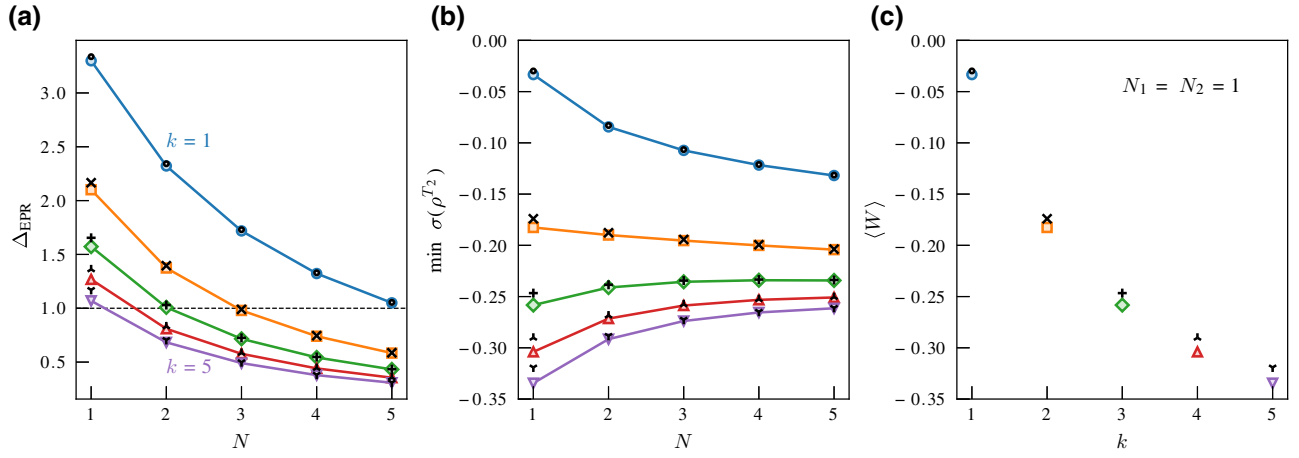 (a)
3.0
2.5
2.0
1.5
1.0
0.5
Δ_EPR
k = 1
k = 5
1 2 3 4 5
N
(b)
0.00
− 0.05
− 0.10
− 0.15
− 0.20
− 0.25
− 0.30
− 0.35
min σ(ρ^{T_2})
1 2 3 4 5
N
(c)
0.00
− 0.05
− 0.10
− 0.15
− 0.20
− 0.25
− 0.30
− 0.35
⟨W⟩
N_1 = N_2 = 1
1 2 3 4 5
k